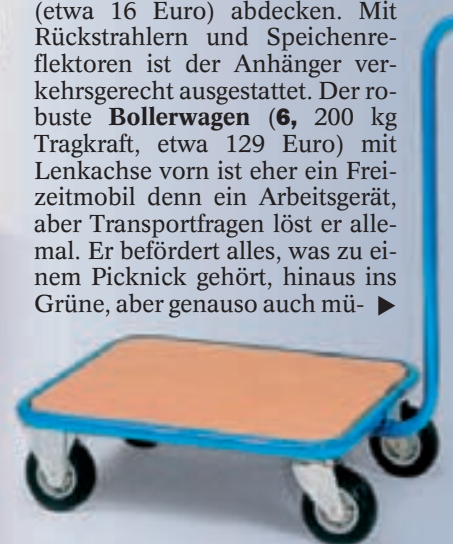 (etwa 16 Euro) abdecken. Mit
Rückstrahlern und Speichenre-
flektoren ist der Anhänger ver-
kehrsgerecht ausgestattet. Der ro-
buste Bollerwagen (6, 200 kg
Tragkraft, etwa 129 Euro) mit
Lenkachse vorn ist eher ein Frei-
zeitmobil denn ein Arbeitsgerät,
aber Transportfragen löst er alle-
mal. Er befördert alles, was zu ei-
nem Picknick gehört, hinaus ins
Grüne, aber genauso auch mü- ▶